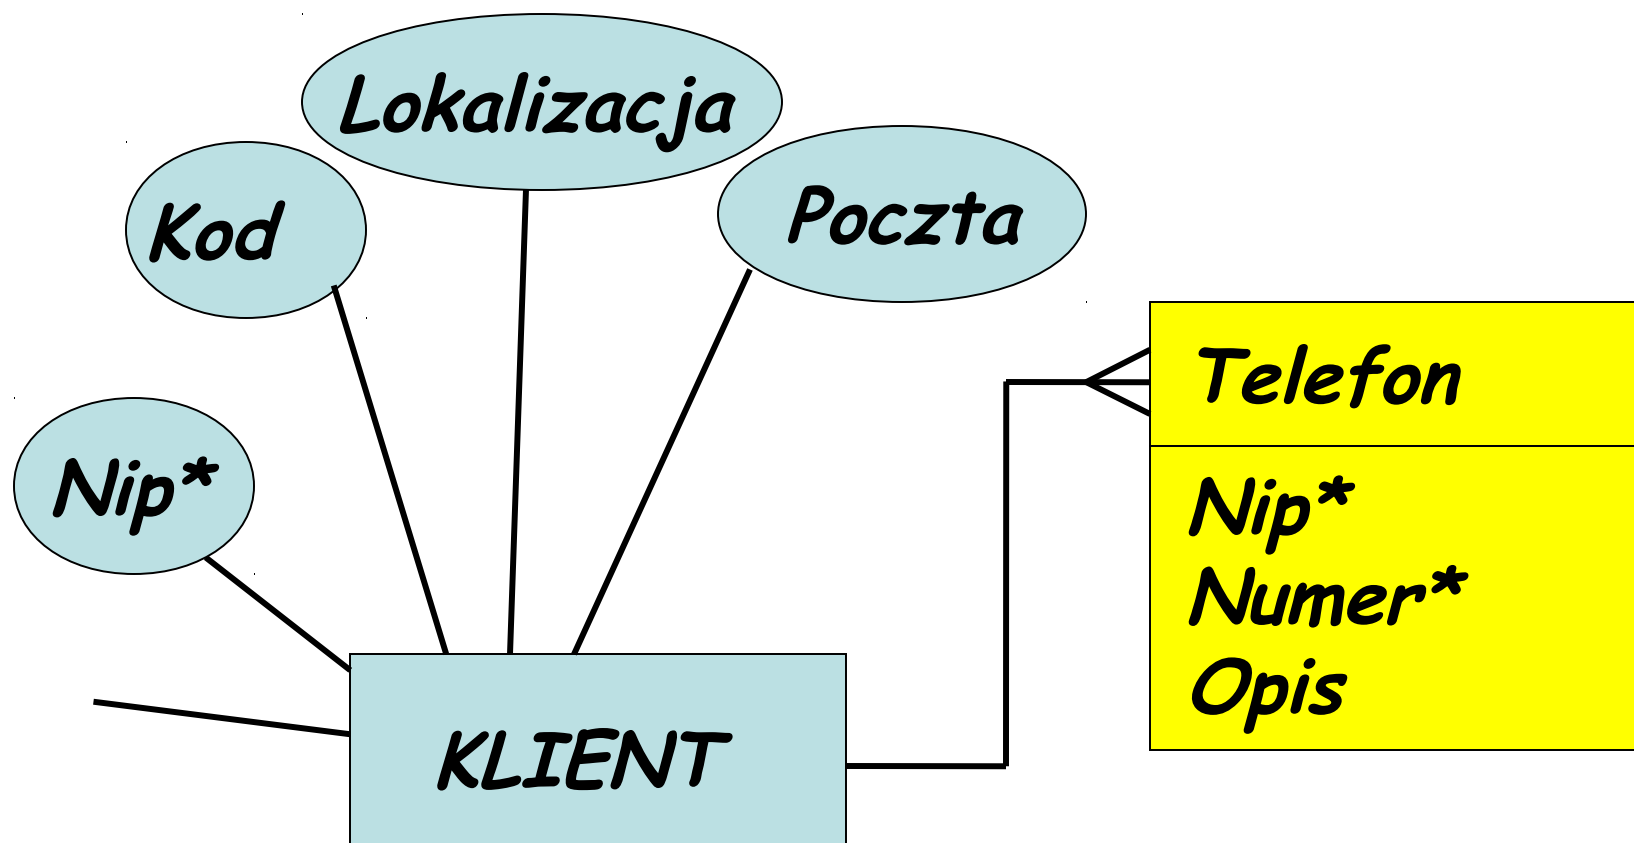 Lokalizacja
Kod
Poczta
Nip*
KLIENT
Telefon
Nip*
Numer*
Opis